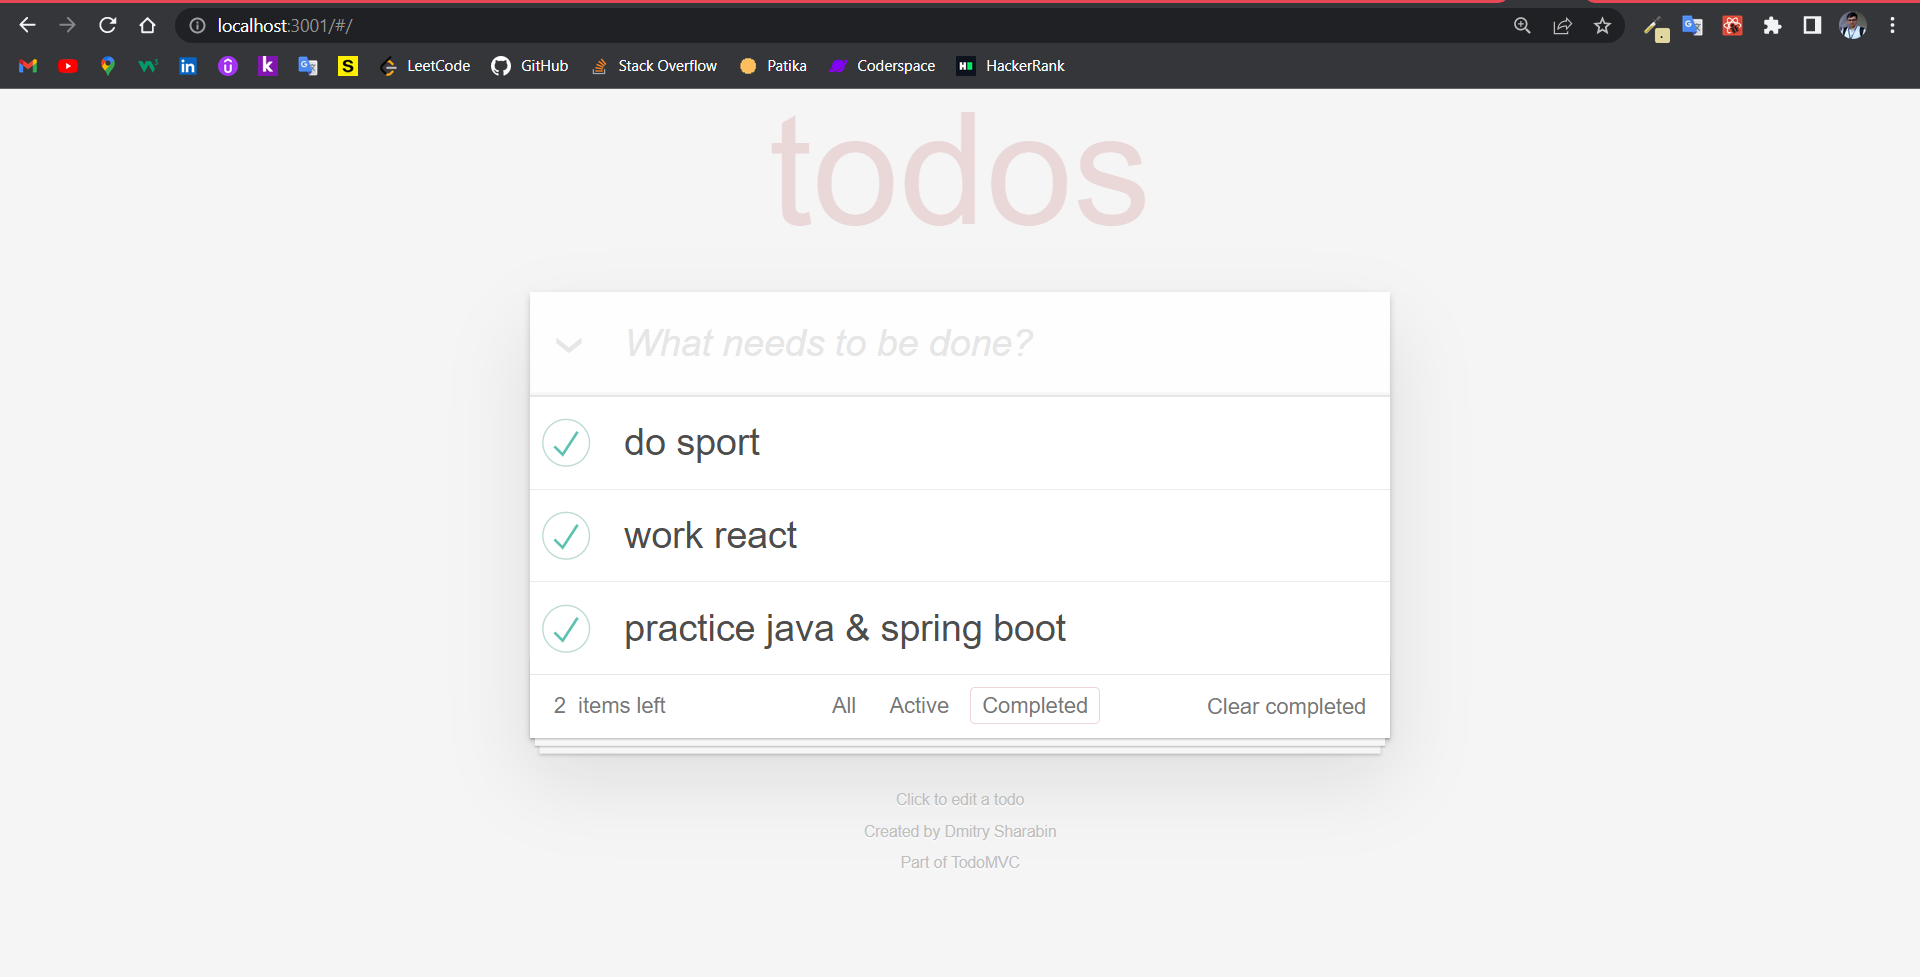 localhost:3001/#/
LeetCode GitHub Stack Overflow Patika Coderspace HackerRank
todos
What needs to be done?
do sport
work react
practice java & spring boot
2 items left All Active Completed Clear completed
Click to edit a todo
Created by Dmitry Sharabin
Part of TodoMVC